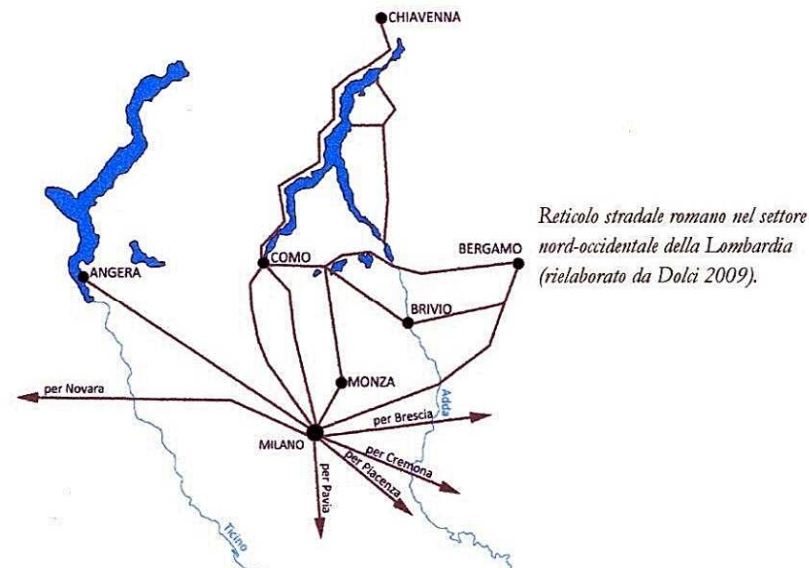 CHIAVENNA
Reticolo stradale romano nel settore
nord-occidentale della Lombardia
(rielaborato da Dolci 2009).
BERGAMO
COMO
ANGERA
BRIVIO
MONZA
per Novara
Adda
per Brescia
MILANO
per Cremona
per Piacenza
per Pavia
Ticino